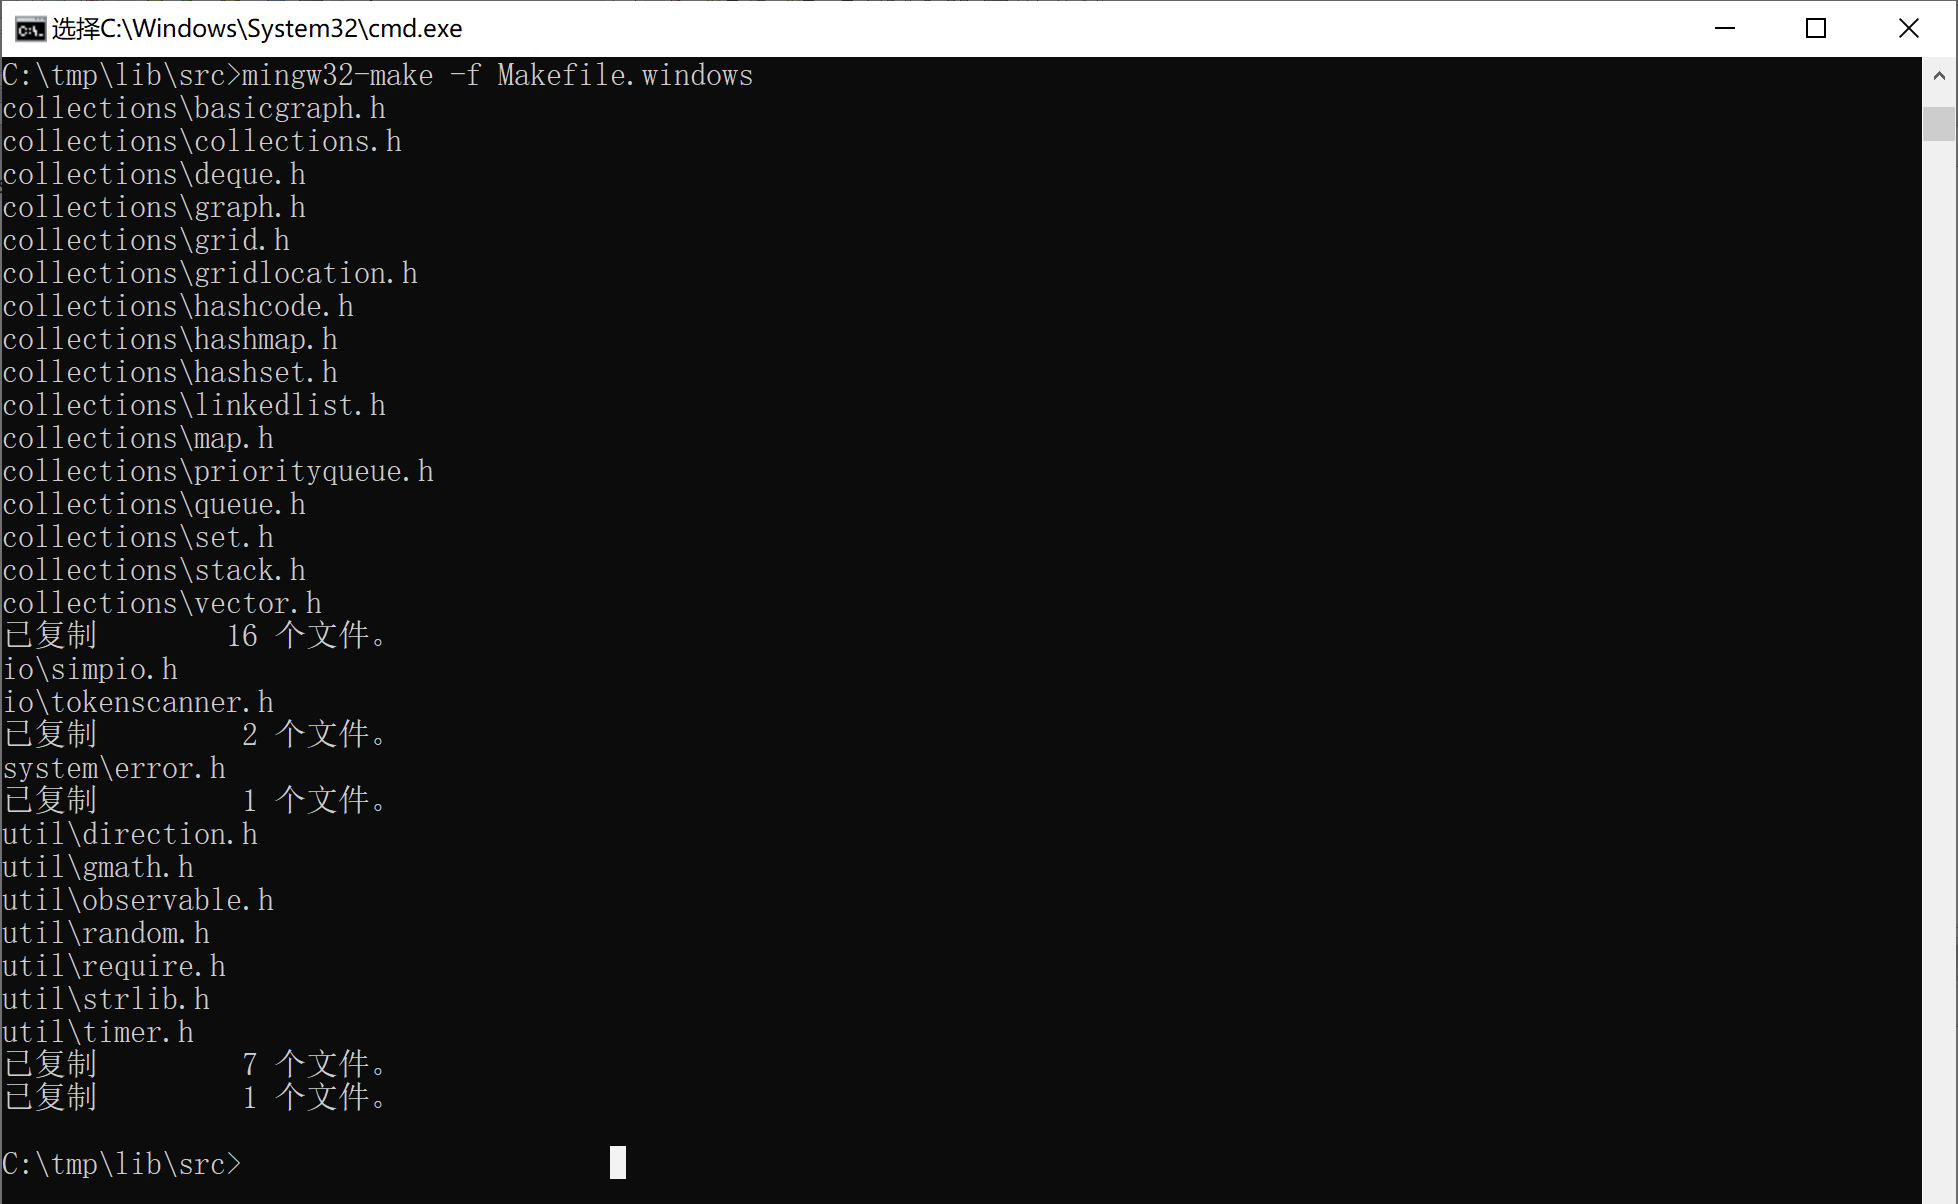 选择C:\Windows\System32\cmd.exe
C:\tmp\lib\src>mingw32-make -f Makefile.windows
collections\basicgraph.h
collections\collections.h
collections\deque.h
collections\graph.h
collections\grid.h
collections\gridlocation.h
collections\hashcode.h
collections\hashmap.h
collections\hashset.h
collections\linkedlist.h
collections\map.h
collections\priorityqueue.h
collections\queue.h
collections\set.h
collections\stack.h
collections\vector.h
已复制        16 个文件。
io\simpio.h
io\tokenscanner.h
已复制         2 个文件。
system\error.h
已复制         1 个文件。
util\direction.h
util\gmath.h
util\observable.h
util\random.h
util\require.h
util\strlib.h
util\timer.h
已复制         7 个文件。
已复制         1 个文件。
C:\tmp\lib\src>